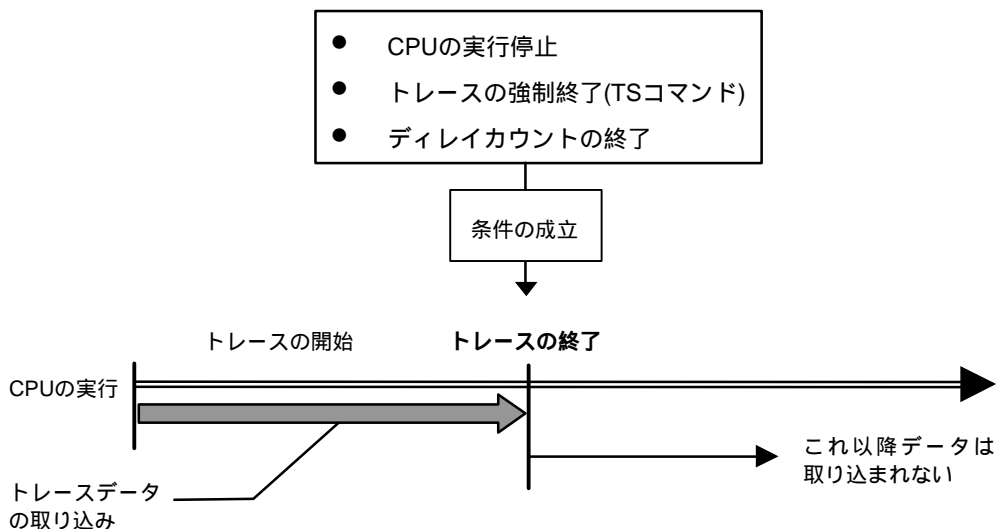 ● CPUの実行停止
● トレースの強制終了(TSコマンド)
● ディレイカウントの終了
条件の成立
トレースの開始
トレースの終了
CPUの実行
これ以降データは
取り込まれない
トレースデータ
の取り込み